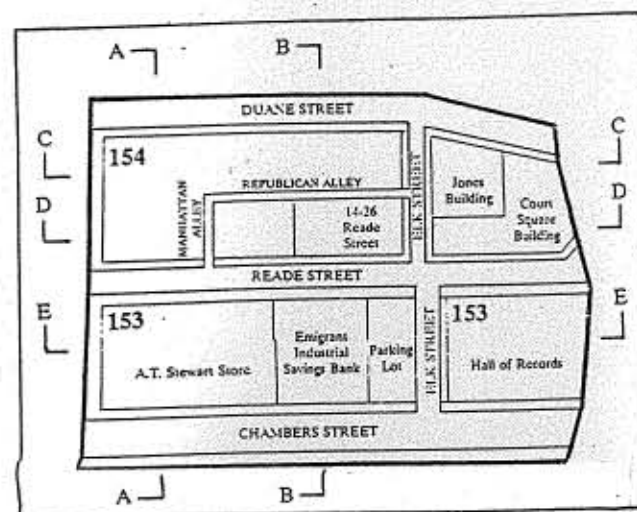 A
B
DUANE STREET
C
C
154
REPUBLICAN ALLEY
MANHATTAN
ALLEY
ELK STREET
Jones
Building
D
D
14-26
Reade
Street
Court
Square
Building
READE STREET
E
E
153
Emigrans
Industrial
Savings Bank
Parking
Lot
ELK STREET
153
A.T. Stewart Store
Hall of Records
CHAMBERS STREET
A
B